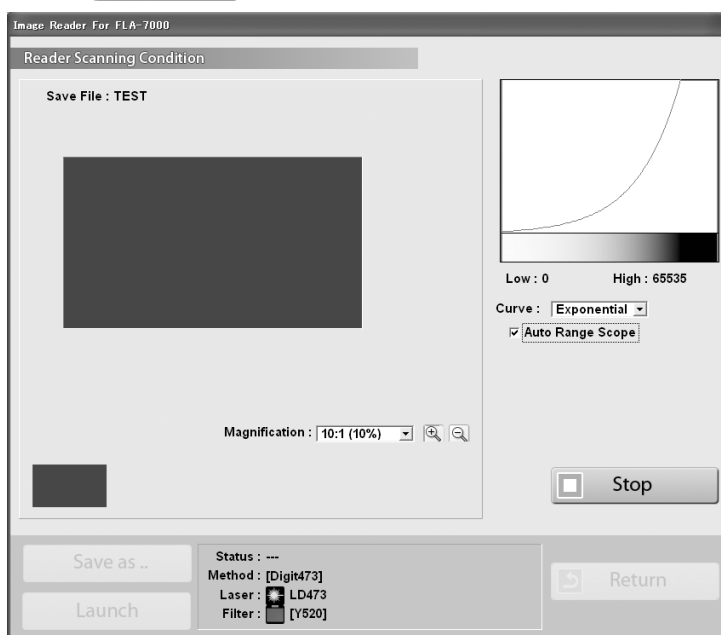 Image Reader For FLA-7000
Reader Scanning Condition
Save File : TEST
Low : 0 High : 65535
Curve : Exponential
Auto Range Scope
Magnification : 10:1 (10%)
Stop
Save as ..
Launch
Status : ---
Method : [Digit473]
Laser : LD473
Filter : [Y520]
Return